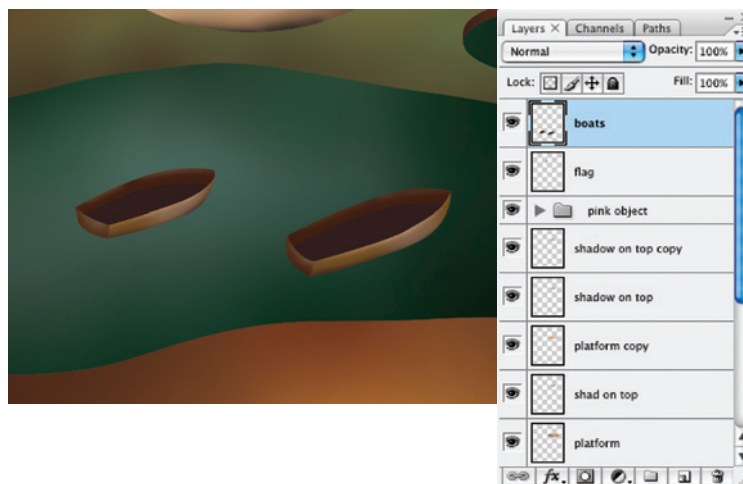 Layers × Channels Paths
Normal Opacity: 100%
Lock: Fill: 100%
boats
flag
pink object
shadow on top copy
shadow on top
platform copy
shad on top
platform
fx.